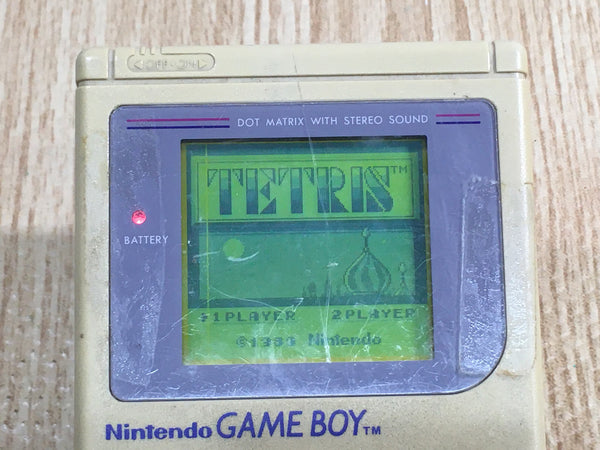 OFF·ON
DOT MATRIX WITH STEREO SOUND
TETRIS™
BATTERY
1PLAYER 2PLAYER
©1989 Nintendo
Nintendo GAME BOY™